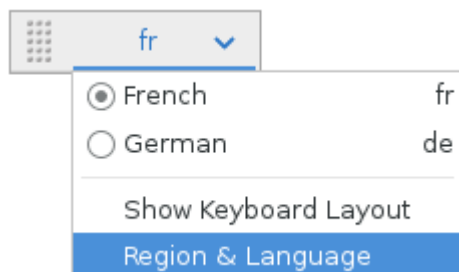 fr
French fr
German de
Show Keyboard Layout
Region & Language